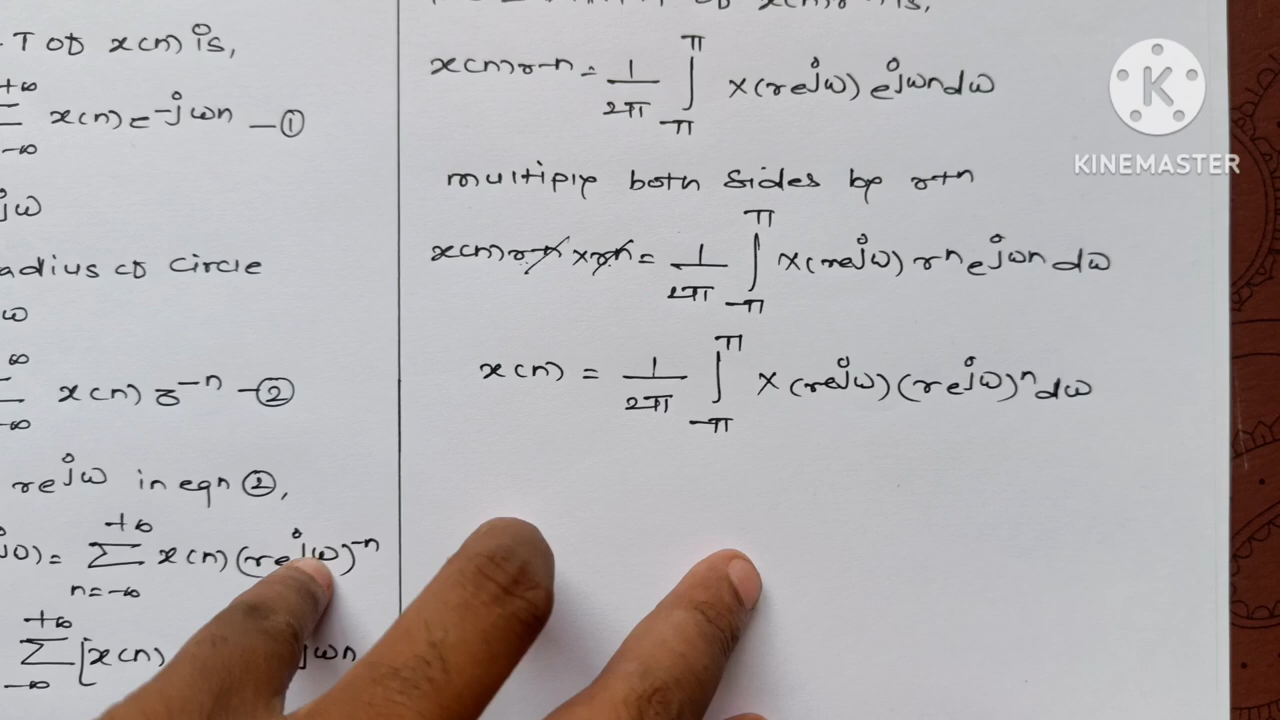 T of x(n) is,
+∞
Σ x(n) e^-jωn —①
-∞
jω
adius of circle
ω
∞
Σ x(n) z^-n —②
-∞
re^jω in eqn ②,
jω) = Σ x(n) (re^jω)^-n
+∞
n=-∞
+∞
Σ [x(n) jωn
-∞
x(n) r^-n = 1/2π ∫ X(re^jω) e^jωn dω
π
-π
multiply both sides by r^+n
x(n) r^-n × r^n = 1/2π ∫ X(re^jω) r^n e^jωn dω
π
-π
x(n) = 1/2π ∫ X(re^jω) (re^jω)^n dω
π
-π
K
KINEMASTER